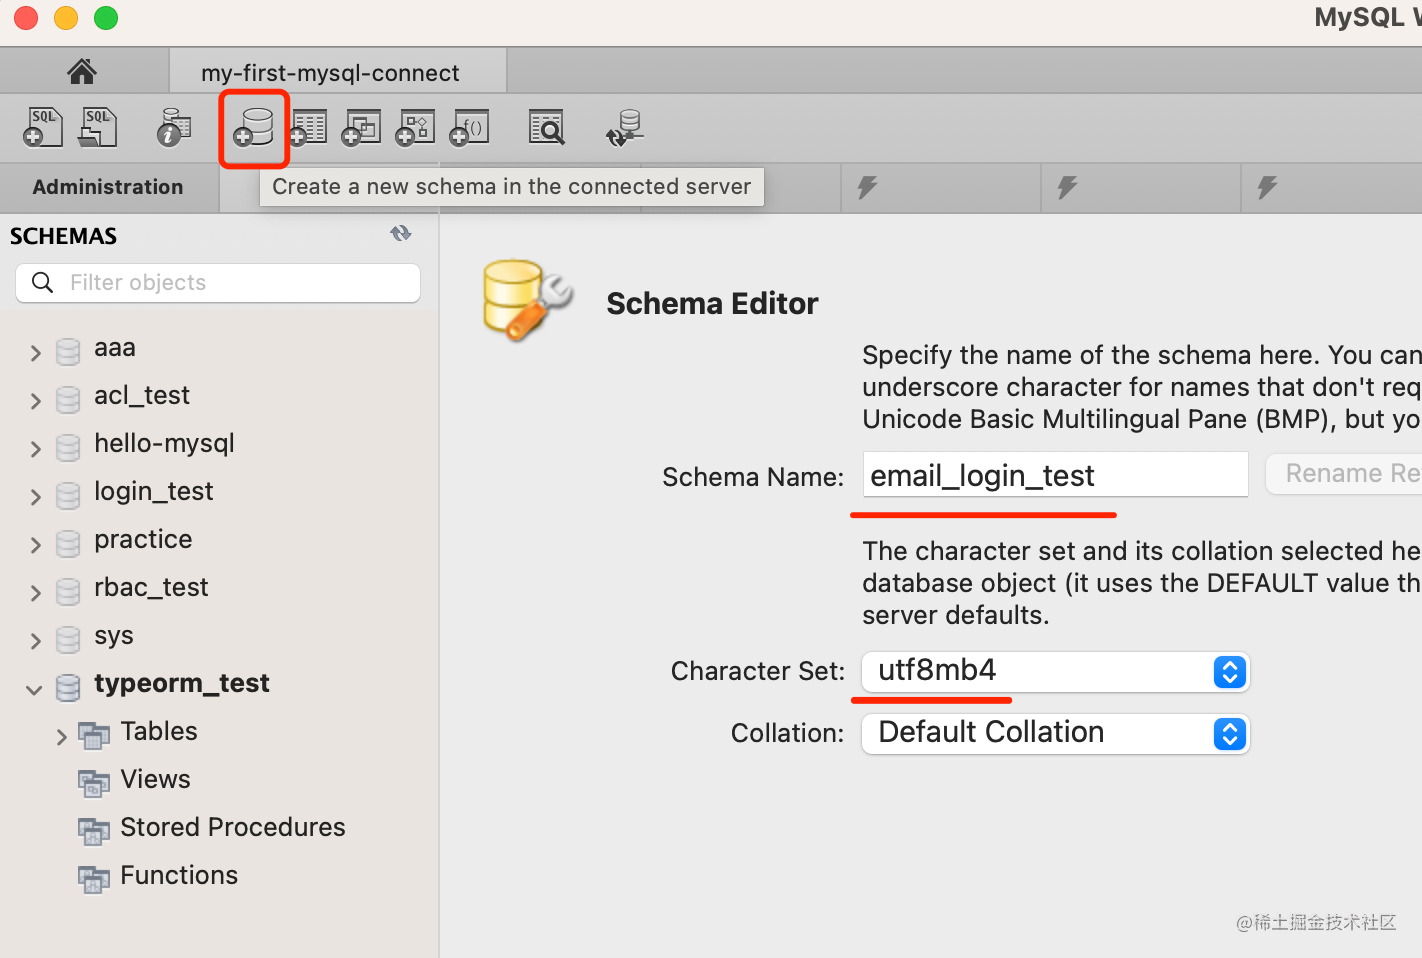 MySQL W
my-first-mysql-connect
SQL
SQL
i
f()
Administration
Create a new schema in the connected server
SCHEMAS
Filter objects
aaa
acl_test
hello-mysql
login_test
practice
rbac_test
sys
typeorm_test
Tables
Views
Stored Procedures
Functions
Schema Editor
Specify the name of the schema here. You can
underscore character for names that don't req
Unicode Basic Multilingual Pane (BMP), but yo
Schema Name:
email_login_test
Rename Re
The character set and its collation selected he
database object (it uses the DEFAULT value th
server defaults.
Character Set:
utf8mb4
Collation:
Default Collation
@稀土掘金技术社区